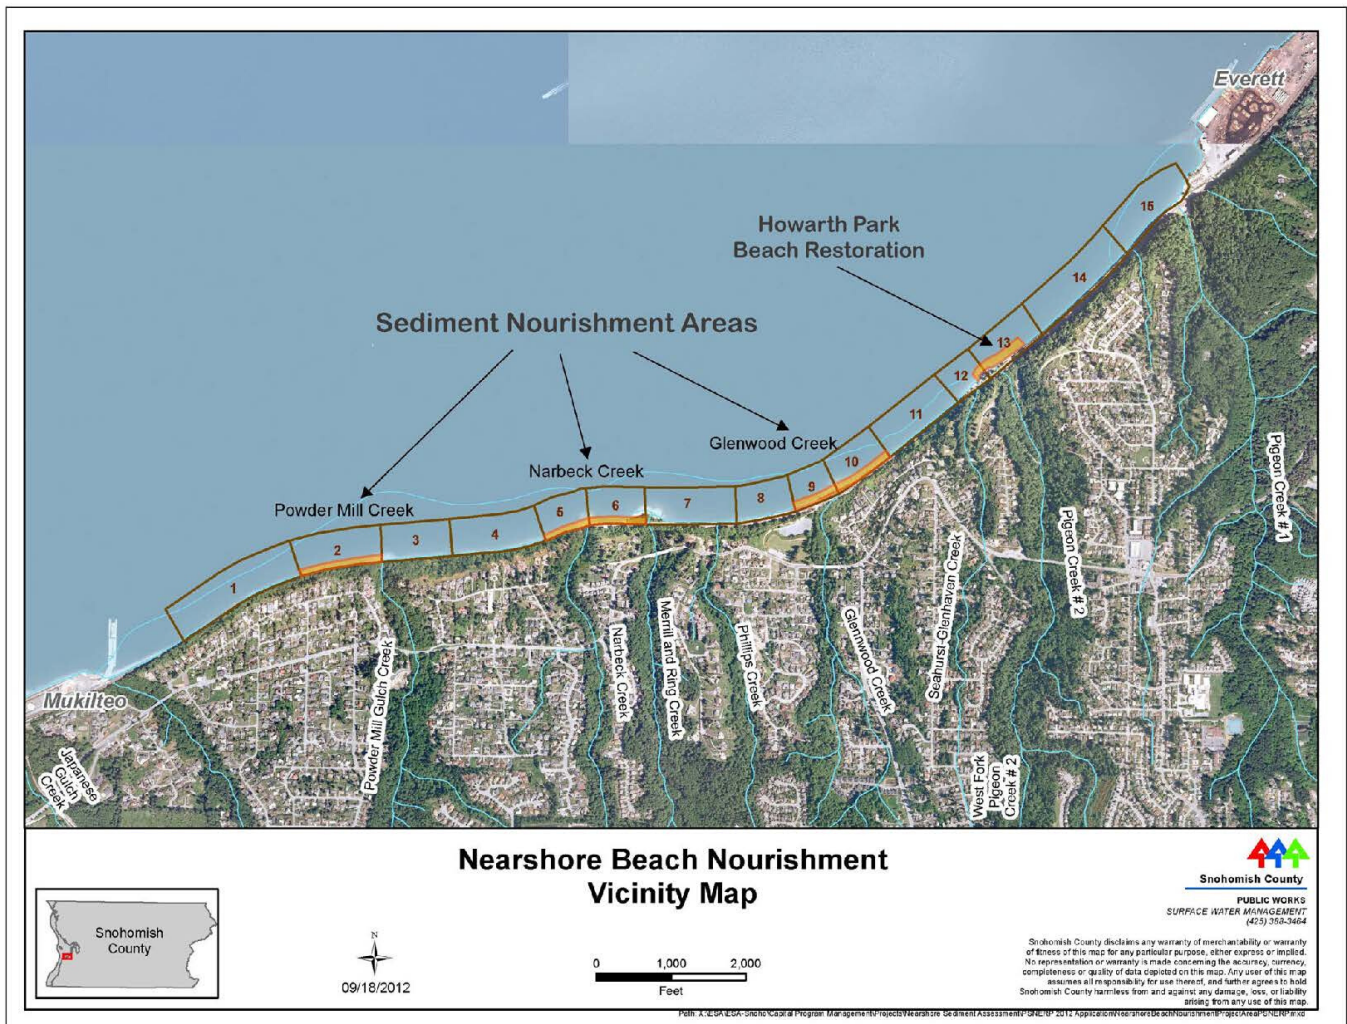 Everett
15
Howarth Park
Beach Restoration
14
Sediment Nourishment Areas
13
12
11
Glenwood Creek
10
Narbeck Creek
9
8
7
6
5
Powder Mill Creek
4
3
2
1
Pigeon Creek # 1
Pigeon Creek # 2
Seahurst-Glenhaven Creek
Glennwood Creek
Phillips Creek
Merrill and Ring Creek
Narbeck Creek
Powder Mill Gulch Creek
Mukilteo
Japanese
Gulch
Creek
West Fork
Pigeon
Creek # 2
Nearshore Beach Nourishment
Vicinity Map
Snohomish County
PUBLIC WORKS
SURFACE WATER MANAGEMENT
(425) 388-3464
Snohomish
County
N
09/18/2012
0 1,000 2,000
Feet
Snohomish County disclaims any warranty of merchantability or warranty
of fitness of this map for any particular purpose, either express or implied.
No representation or warranty is made concerning the accuracy, currency,
completeness or quality of data depicted on this map. Any user of this map
assumes all responsibility for use thereof, and further agrees to hold
Snohomish County harmless from and against any damage, loss, or liability
arising from any use of this map.